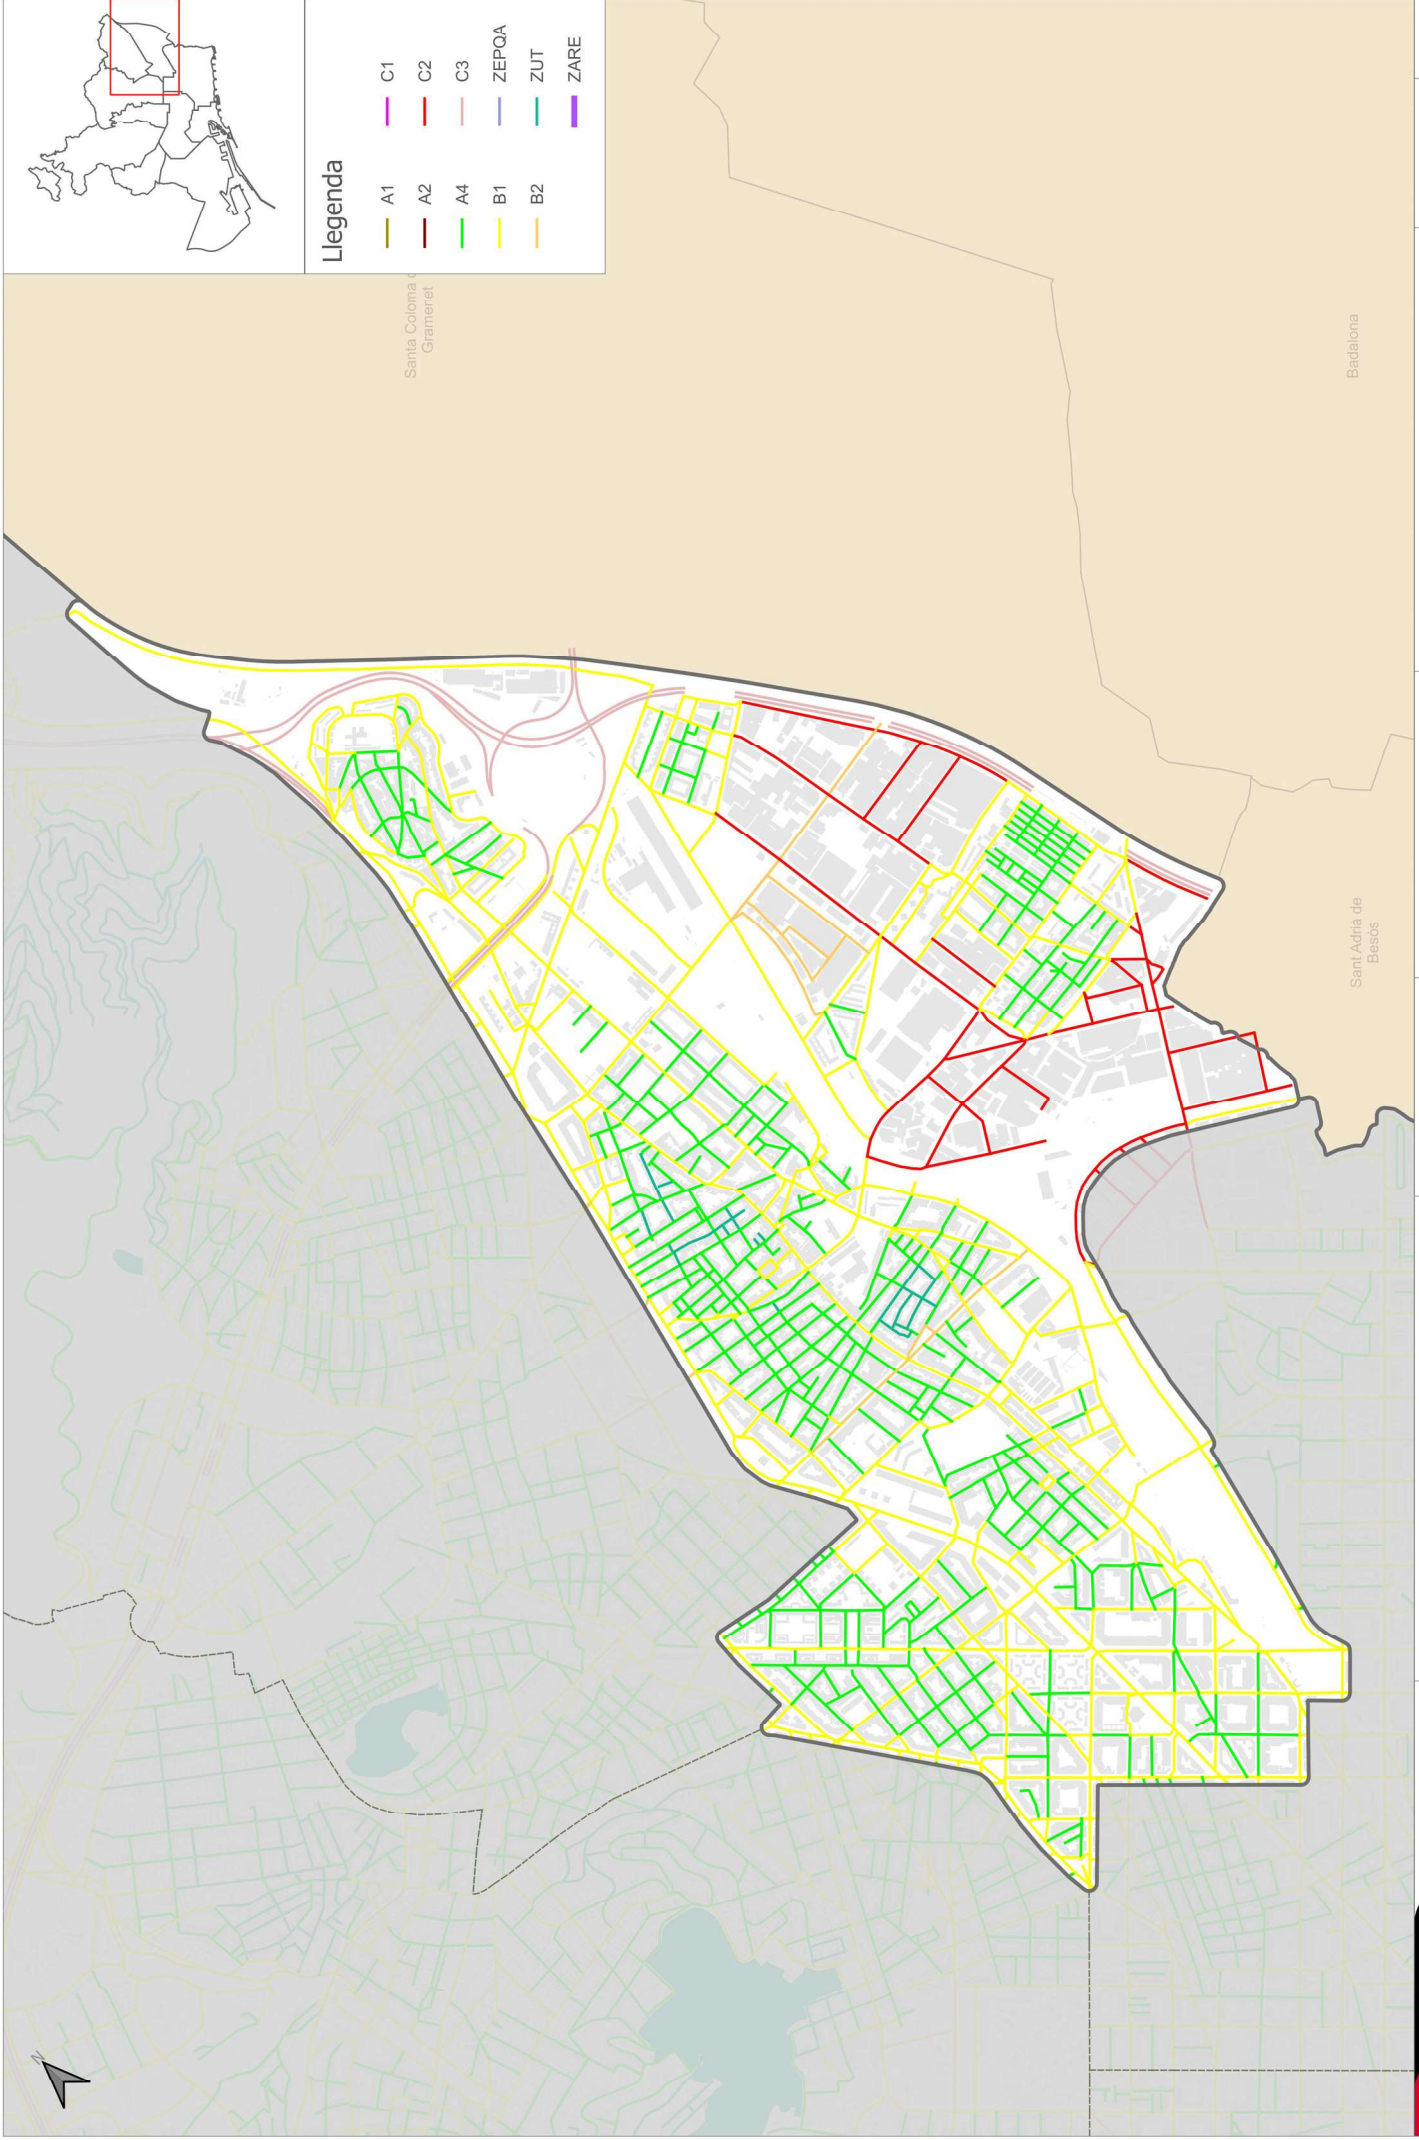 Llegenda
A1
A2
A4
B1
B2
C1
C2
C3
ZEPQA
ZUT
ZARE
Santa Coloma
Gramenet
Badalona
Sant Adrià de
Besòs
N